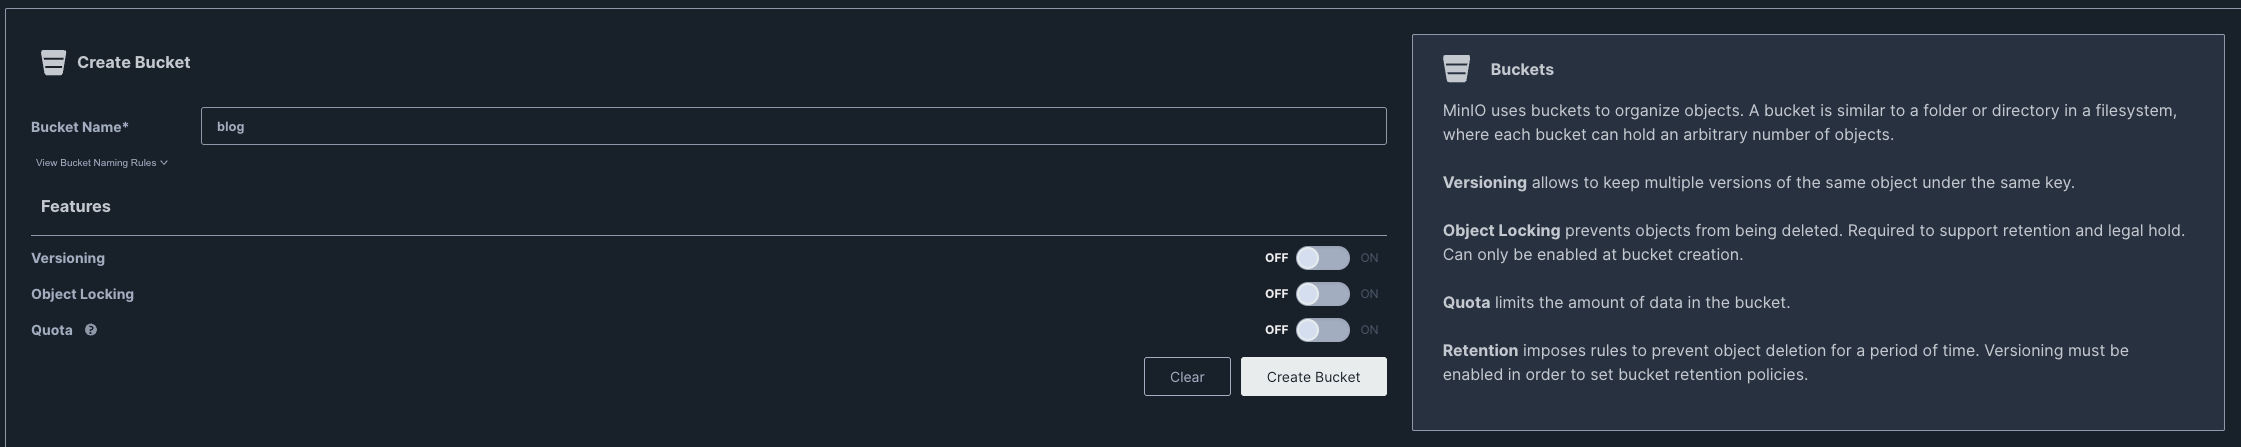 Create Bucket
Bucket Name*
blog
View Bucket Naming Rules
Features
Versioning
OFF ON
Object Locking
OFF ON
Quota ?
OFF ON
Clear
Create Bucket
Buckets
MinIO uses buckets to organize objects. A bucket is similar to a folder or directory in a filesystem,
where each bucket can hold an arbitrary number of objects.
Versioning allows to keep multiple versions of the same object under the same key.
Object Locking prevents objects from being deleted. Required to support retention and legal hold.
Can only be enabled at bucket creation.
Quota limits the amount of data in the bucket.
Retention imposes rules to prevent object deletion for a period of time. Versioning must be
enabled in order to set bucket retention policies.